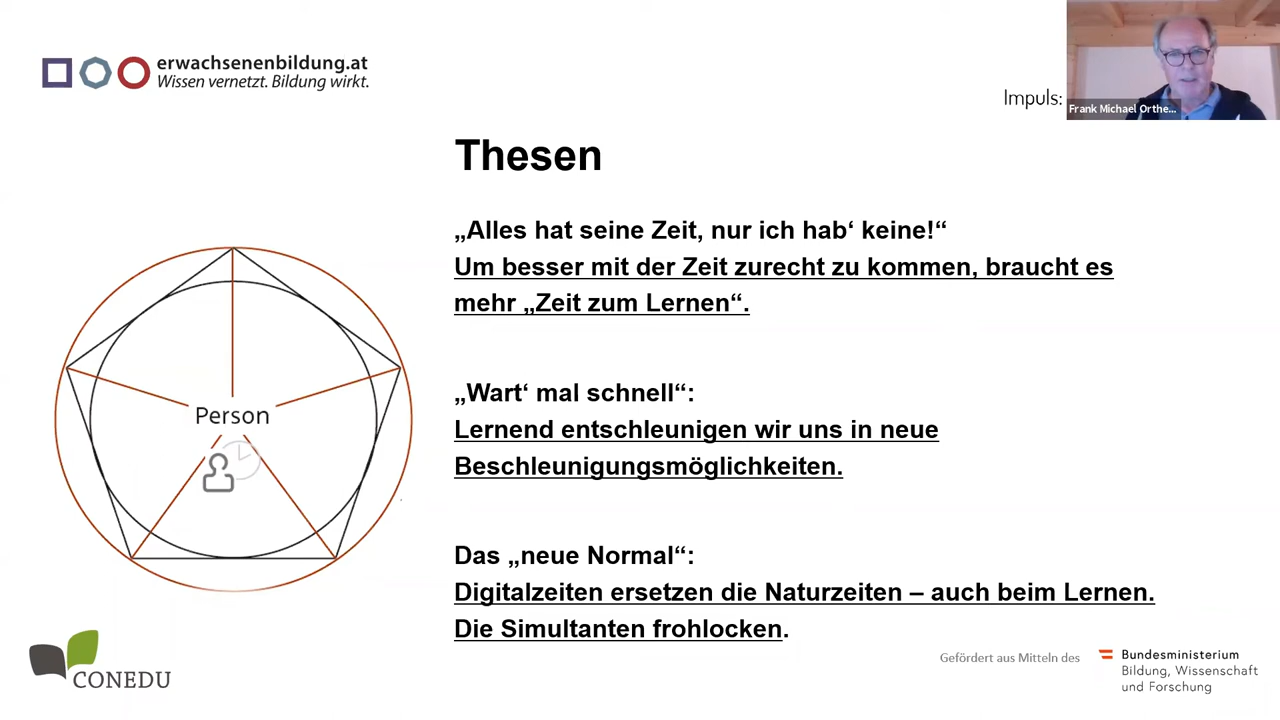 erwachsenenbildung.at
Wissen vernetzt. Bildung wirkt.
Impuls:
Frank Michael Orthe...
Thesen
„Alles hat seine Zeit, nur ich hab‘ keine!“
Um besser mit der Zeit zurecht zu kommen, braucht es
mehr „Zeit zum Lernen“.
„Wart‘ mal schnell“:
Lernend entschleunigen wir uns in neue
Beschleunigungsmöglichkeiten.
Das „neue Normal“:
Digitalzeiten ersetzen die Naturzeiten – auch beim Lernen.
Die Simultanten frohlocken.
Person
CONEDU
Gefördert aus Mitteln des
Bundesministerium
Bildung, Wissenschaft
und Forschung